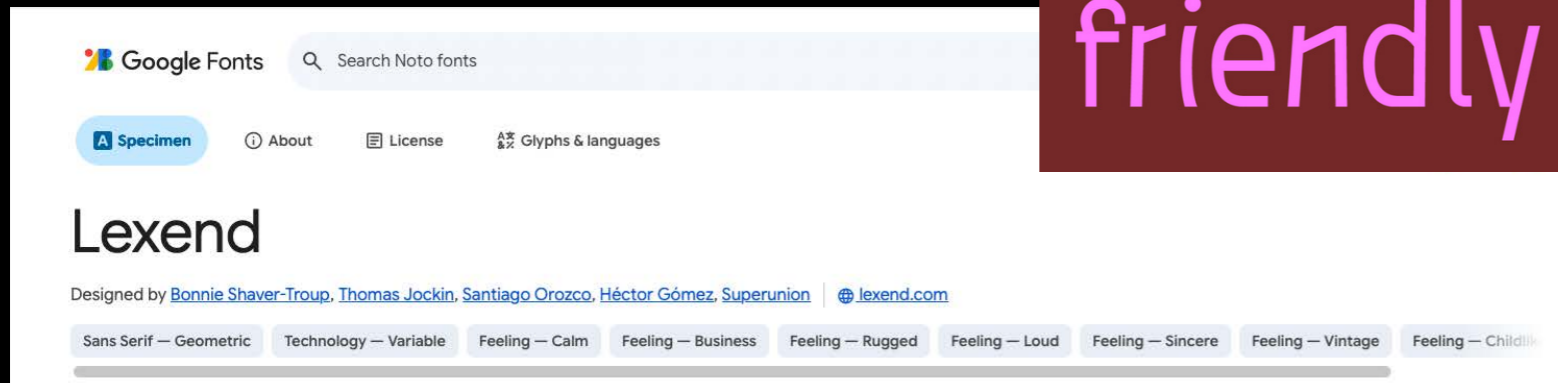 friendly
Google Fonts
Search Noto fonts
Specimen
About
License
Glyphs & languages
Lexend
Designed by Bonnie Shaver-Troup, Thomas Jockin, Santiago Orozco, Héctor Gómez, Superunion | lexend.com
Sans Serif — Geometric
Technology — Variable
Feeling — Calm
Feeling — Business
Feeling — Rugged
Feeling — Loud
Feeling — Sincere
Feeling — Vintage
Feeling —